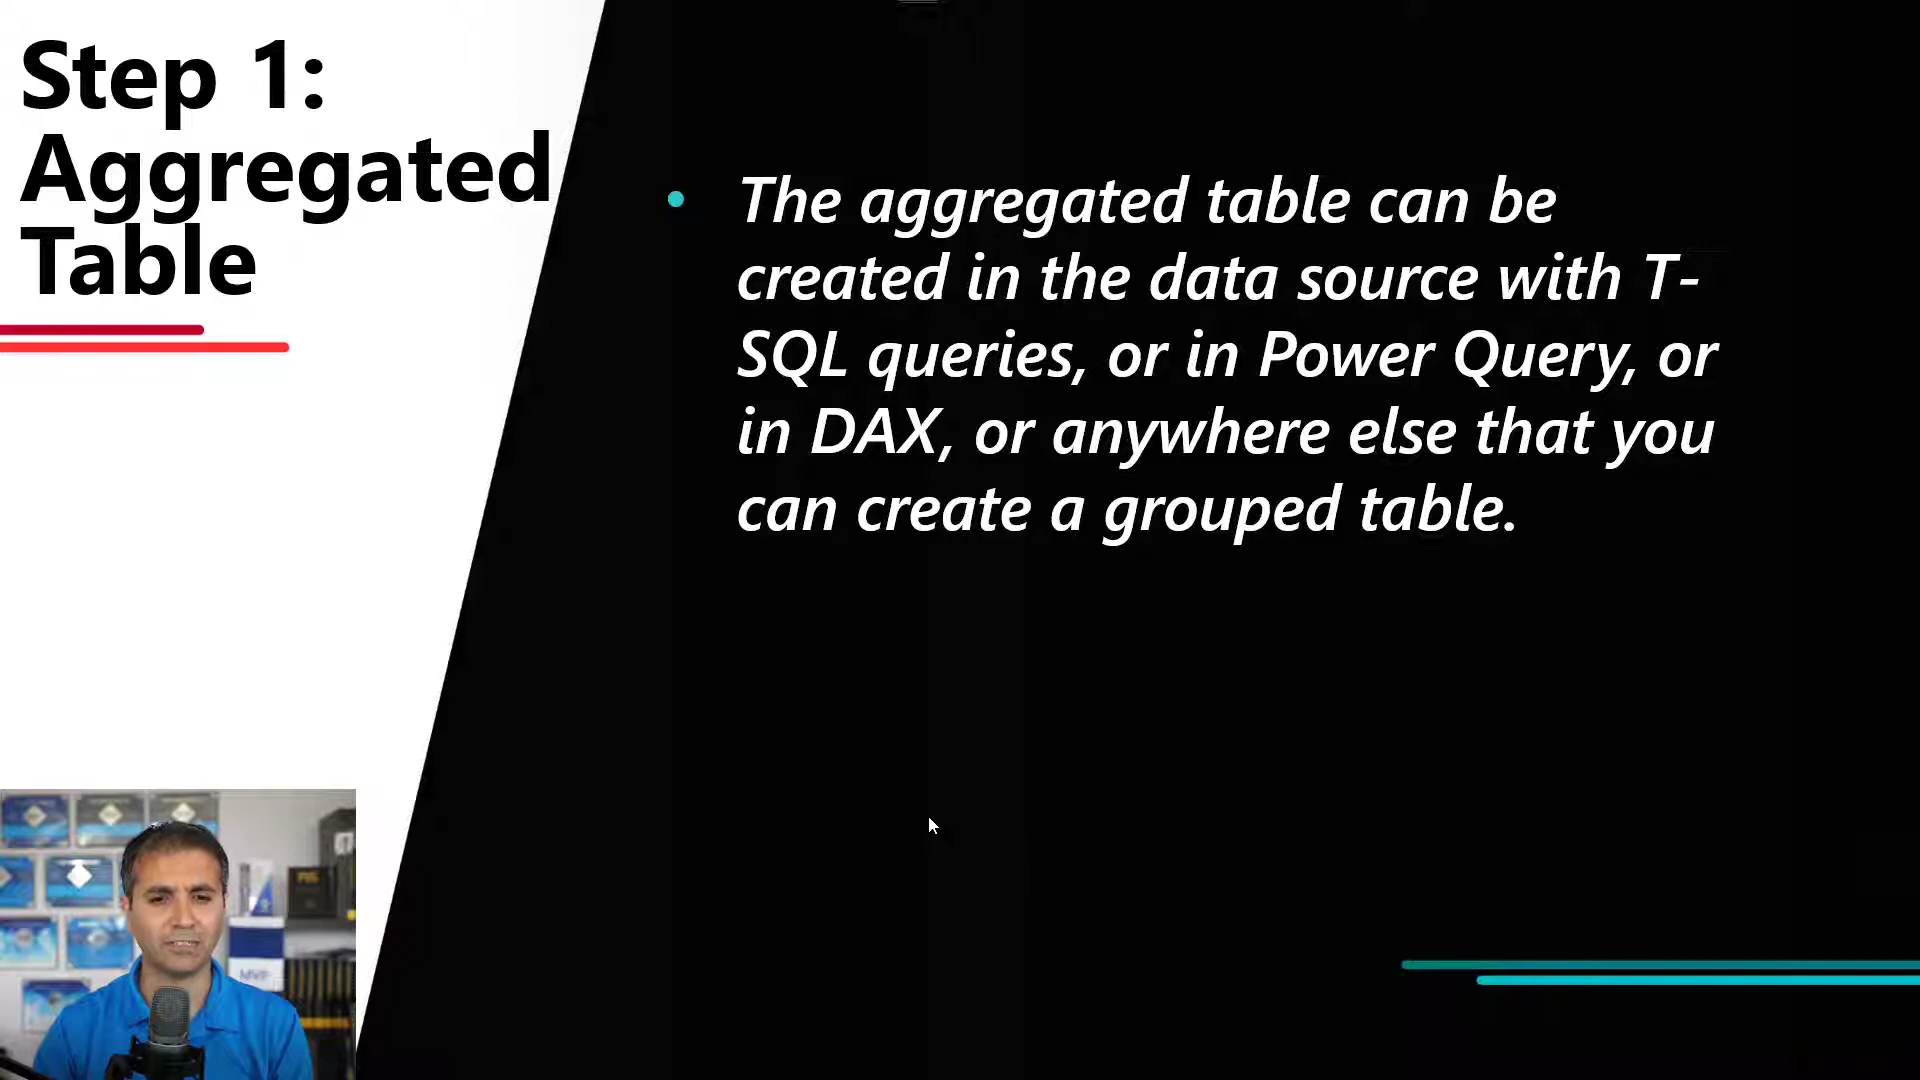 Step 1:
Aggregated
Table
The aggregated table can be
created in the data source with T-
SQL queries, or in Power Query, or
in DAX, or anywhere else that you
can create a grouped table.
MVP